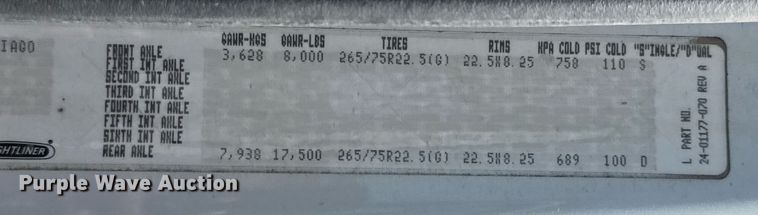 GAWR-KGS GAWR-LBS TIRES RIMS KPA COLD PSI COLD "S"INGLE/"D"UAL
IAGO
FRONT AXLE 3,628 8,000 265/75R22.5(G) 22.5X8.25 758 110 S
FIRST INT AXLE
SECOND INT AXLE
THIRD INT AXLE
FOURTH INT AXLE
FIFTH INT AXLE
SIXTH INT AXLE
REAR AXLE 7,938 17,500 265/75R22.5(G) 22.5X8.25 689 100 D
GHTLINER
L PART NO.
24-01177-070 REV A
Purple Wave Auction